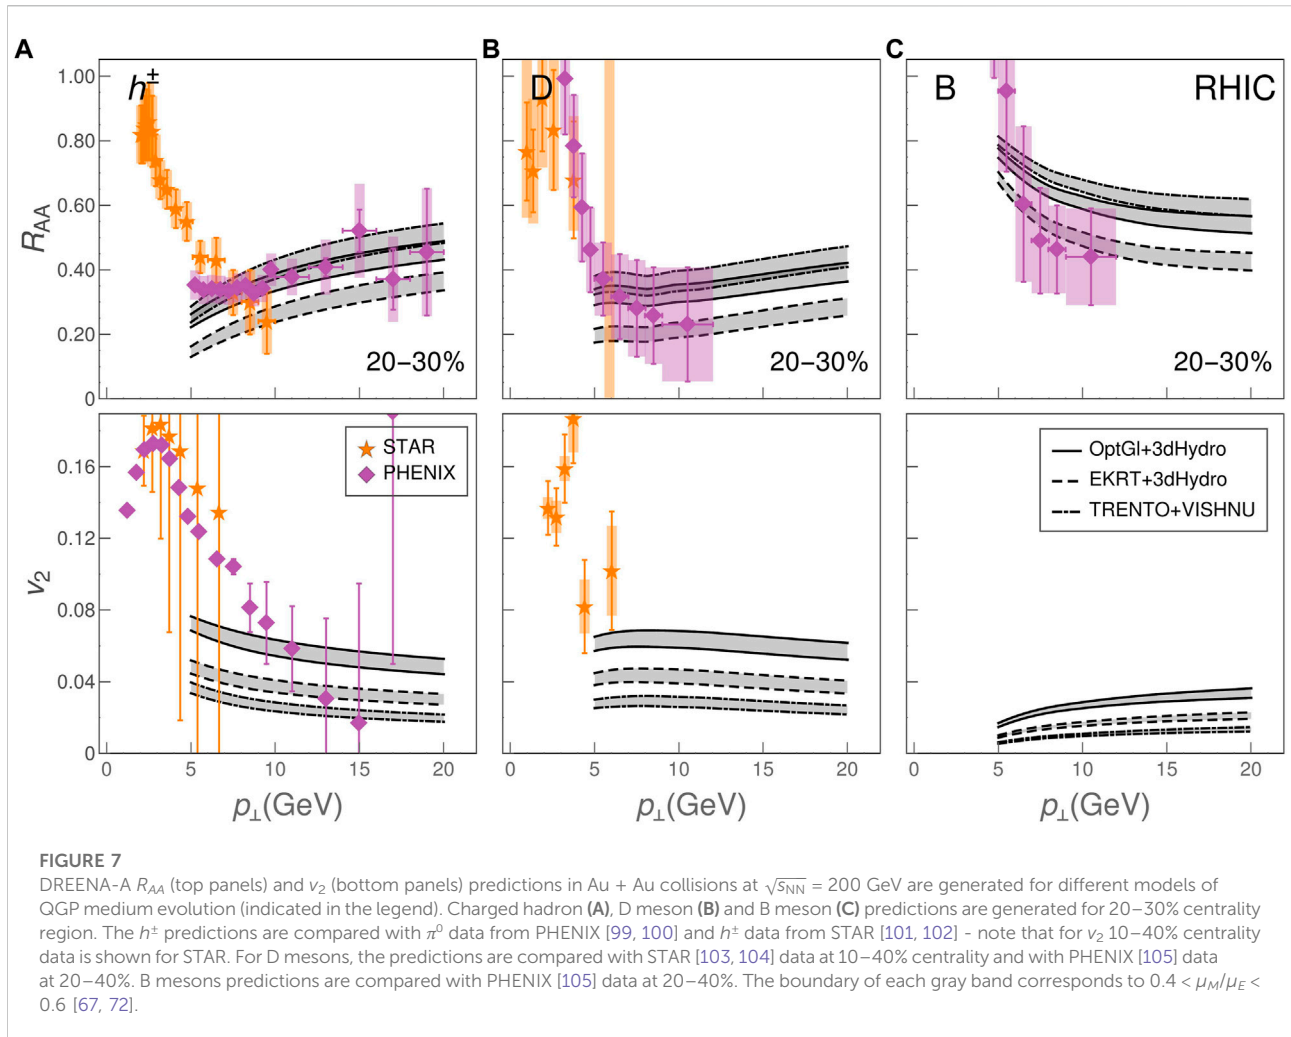 A
B
C
h±
D
B
RHIC
R_AA
1.00
0.80
0.60
0.40
0.20
0
20–30%
20–30%
20–30%
STAR
PHENIX
OptGl+3dHydro
EKRT+3dHydro
TRENTO+VISHNU
v₂
0.16
0.12
0.08
0.04
0
0 5 10 15 20
0 5 10 15 20
0 5 10 15 20
p⊥(GeV)
p⊥(GeV)
p⊥(GeV)
FIGURE 7
DREENA-A R_AA (top panels) and v₂ (bottom panels) predictions in Au + Au collisions at √s_NN = 200 GeV are generated for different models of
QGP medium evolution (indicated in the legend). Charged hadron (A), D meson (B) and B meson (C) predictions are generated for 20–30% centrality
region. The h± predictions are compared with π⁰ data from PHENIX [99, 100] and h± data from STAR [101, 102] - note that for v₂ 10–40% centrality
data is shown for STAR. For D mesons, the predictions are compared with STAR [103, 104] data at 10–40% centrality and with PHENIX [105] data
at 20–40%. B mesons predictions are compared with PHENIX [105] data at 20–40%. The boundary of each gray band corresponds to 0.4 < μ_M/μ_E <
0.6 [67, 72].